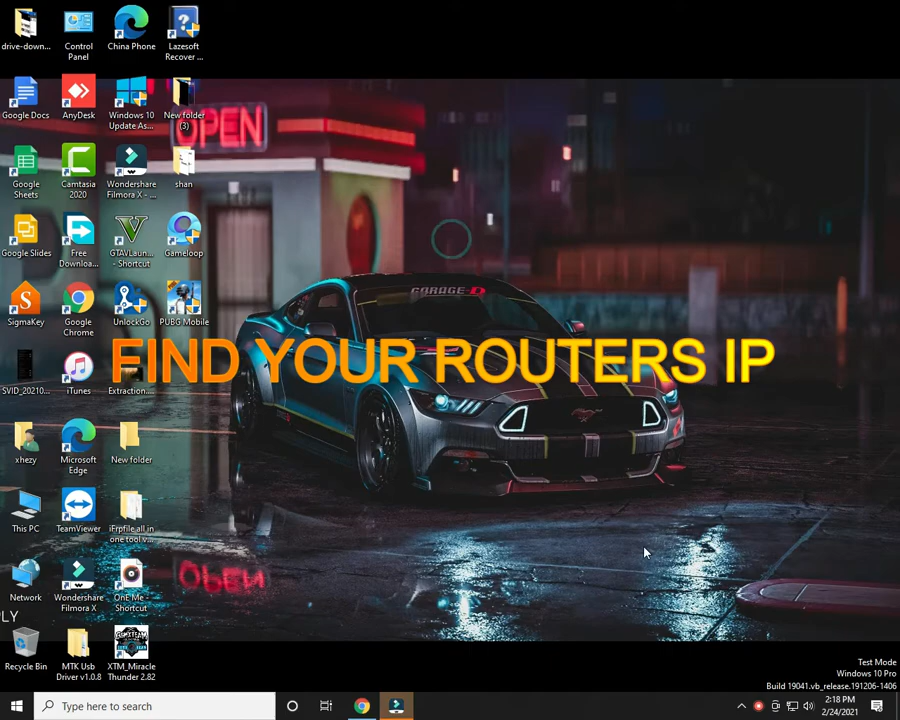 drive-down...
Control
Panel
China Phone
Lazesoft
Recover ...
Google Docs
AnyDesk
Windows 10
Update As...
New folder
(3)
OPEN
Google
Sheets
Camtasia
2020
Wondershare
Filmora X - ...
shan
Google Slides
Free
Downloa...
GTAVLaun...
- Shortcut
Gameloop
SigmaKey
Google
Chrome
UnlockGo
PUBG Mobile
GARAGE-D
FIND YOUR ROUTERS IP
SVID_20210...
iTunes
Extraction...
xhezy
Microsoft
Edge
New folder
This PC
TeamViewer
iFrpfile all in
one tool v...
Network
Wondershare
Filmora X
OnE Me -
Shortcut
LY
Recycle Bin
MTK Usb
Driver v1.0.8
XTM_Miracle
Thunder 2.82
Test Mode
Windows 10 Pro
Build 19041.vb_release.191206-1406
Type here to search
2:18 PM
2/24/2021